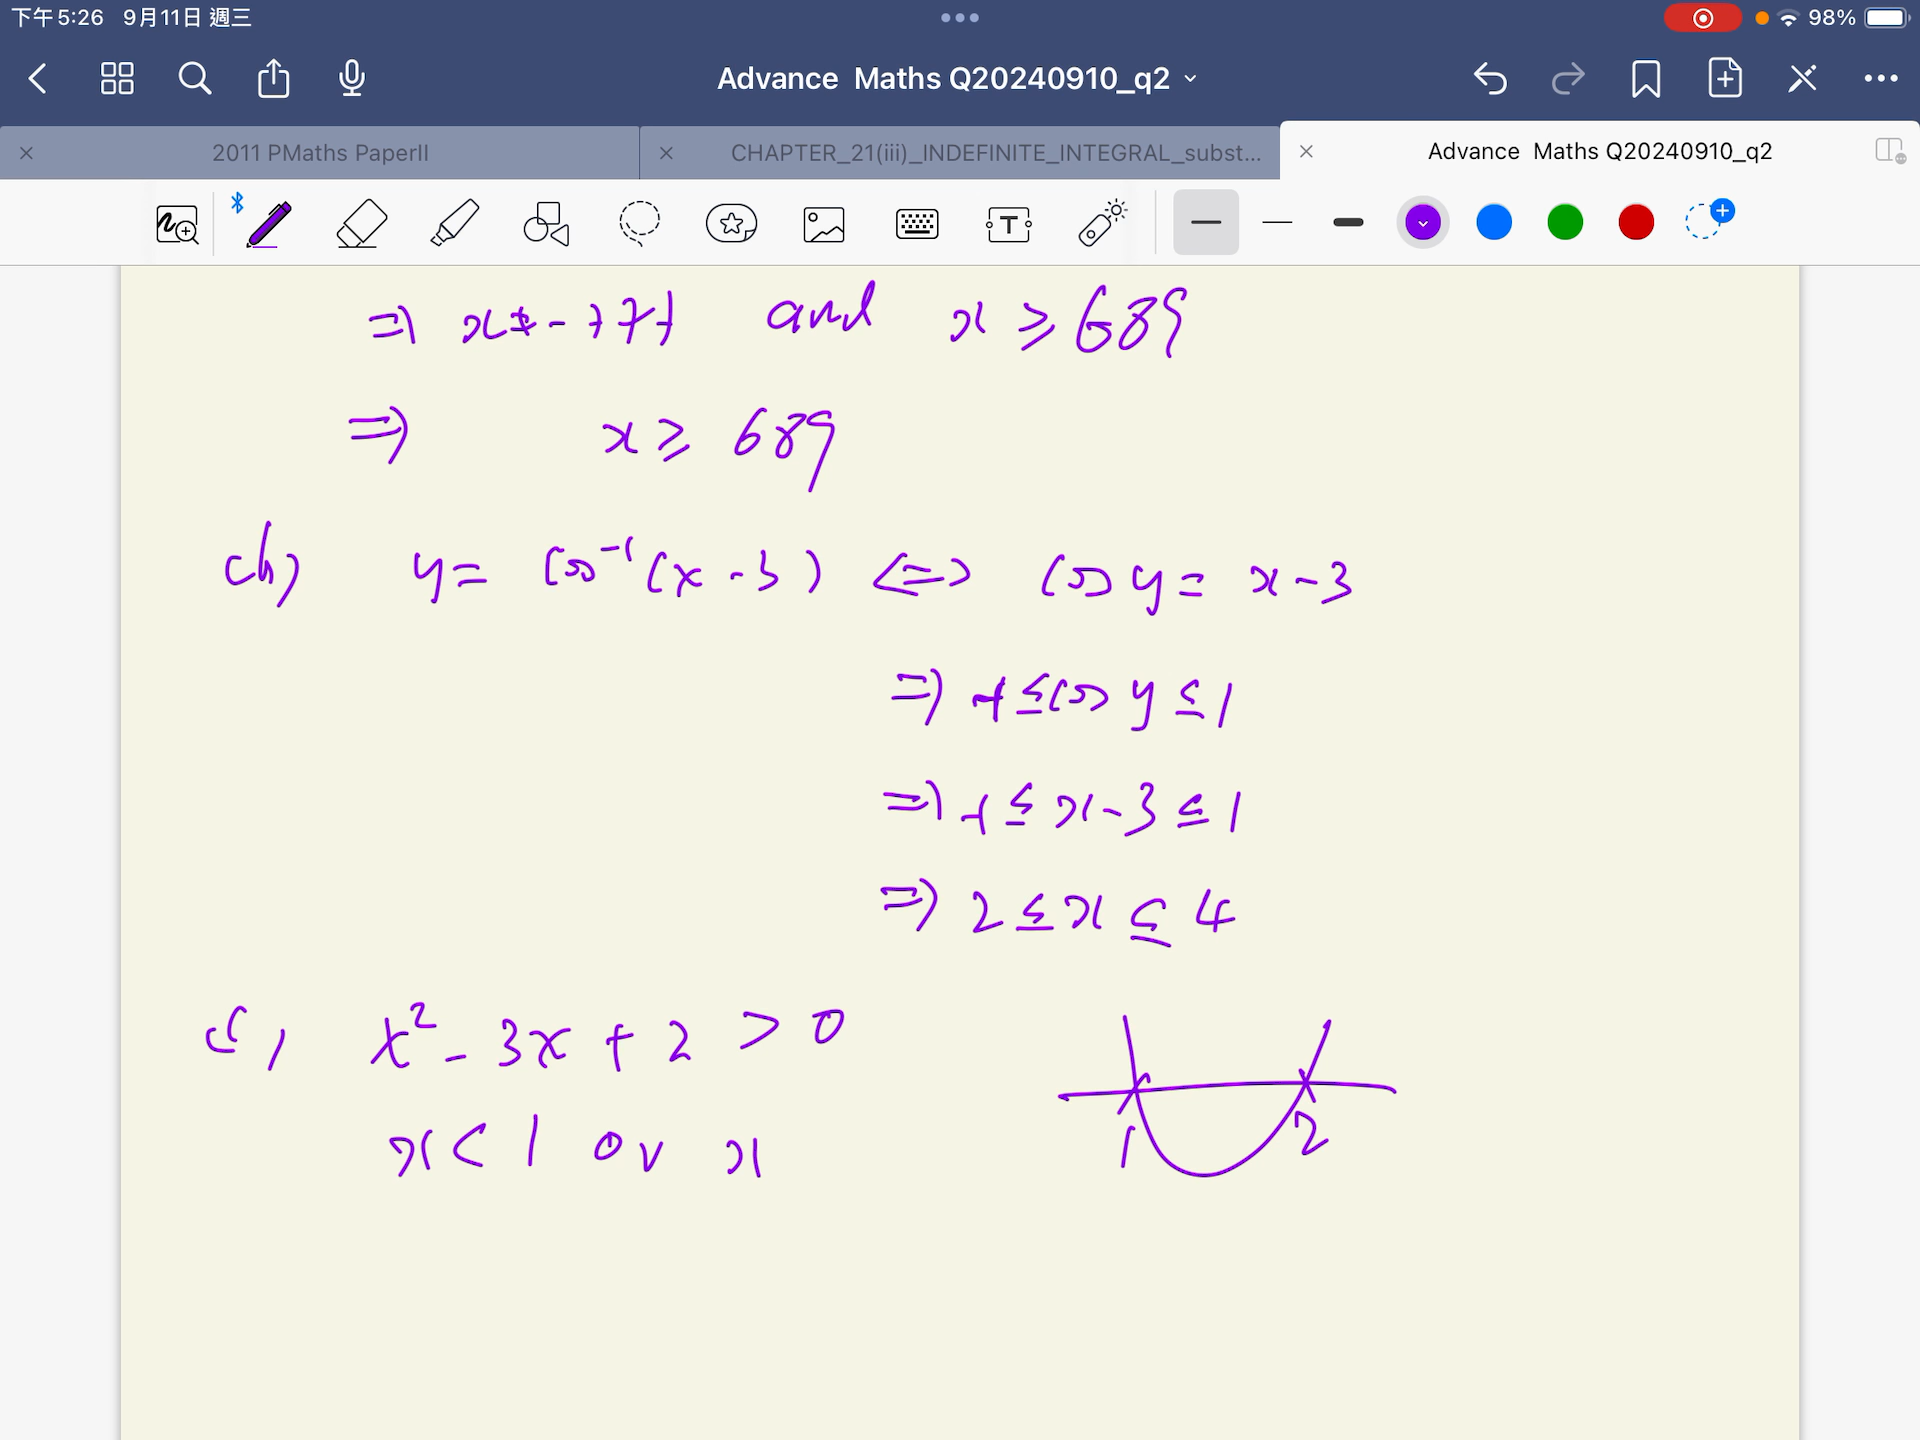 下午5:26 9月11日 週三
98%
Advance Maths Q20240910_q2
2011 PMaths PaperII
CHAPTER_21(iii)_INDEFINITE_INTEGRAL_subst...
Advance Maths Q20240910_q2
and x ≥ 689
⇒ x ≥ 689
(b) y = cos⁻¹(x - 3) <=> cos y = x - 3
⇒ -1 ≤ cos y ≤ 1
⇒ -1 ≤ x - 3 ≤ 1
⇒ 2 ≤ x ≤ 4
(c) x² - 3x + 2 > 0
x < 1 or x
1 2